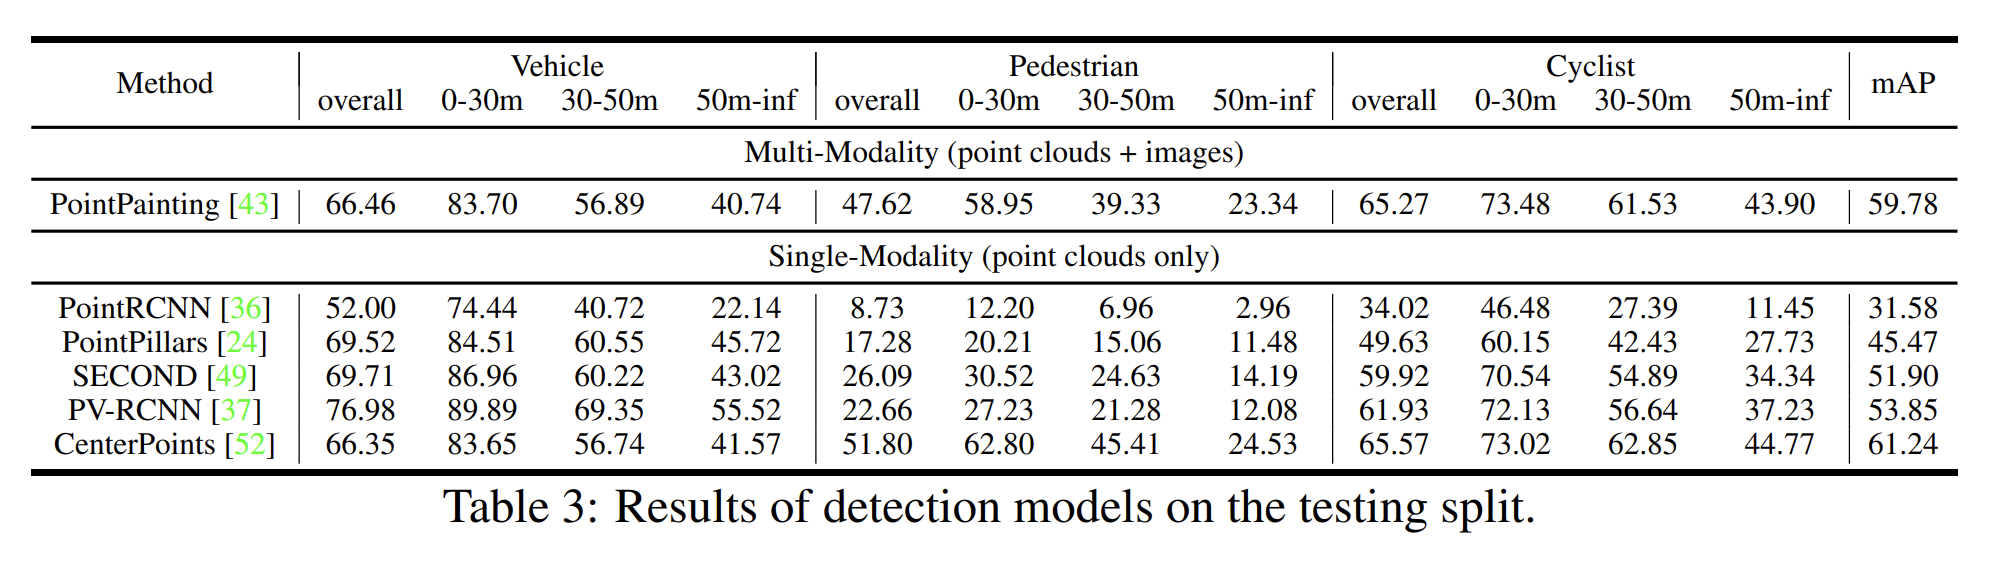 Method Vehicle Pedestrian Cyclist mAP
overall 0-30m 30-50m 50m-inf overall 0-30m 30-50m 50m-inf overall 0-30m 30-50m 50m-inf
Multi-Modality (point clouds + images)
PointPainting [43] 66.46 83.70 56.89 40.74 47.62 58.95 39.33 23.34 65.27 73.48 61.53 43.90 59.78
Single-Modality (point clouds only)
PointRCNN [36] 52.00 74.44 40.72 22.14 8.73 12.20 6.96 2.96 34.02 46.48 27.39 11.45 31.58
PointPillars [24] 69.52 84.51 60.55 45.72 17.28 20.21 15.06 11.48 49.63 60.15 42.43 27.73 45.47
SECOND [49] 69.71 86.96 60.22 43.02 26.09 30.52 24.63 14.19 59.92 70.54 54.89 34.34 51.90
PV-RCNN [37] 76.98 89.89 69.35 55.52 22.66 27.23 21.28 12.08 61.93 72.13 56.64 37.23 53.85
CenterPoints [52] 66.35 83.65 56.74 41.57 51.80 62.80 45.41 24.53 65.57 73.02 62.85 44.77 61.24
Table 3: Results of detection models on the testing split.